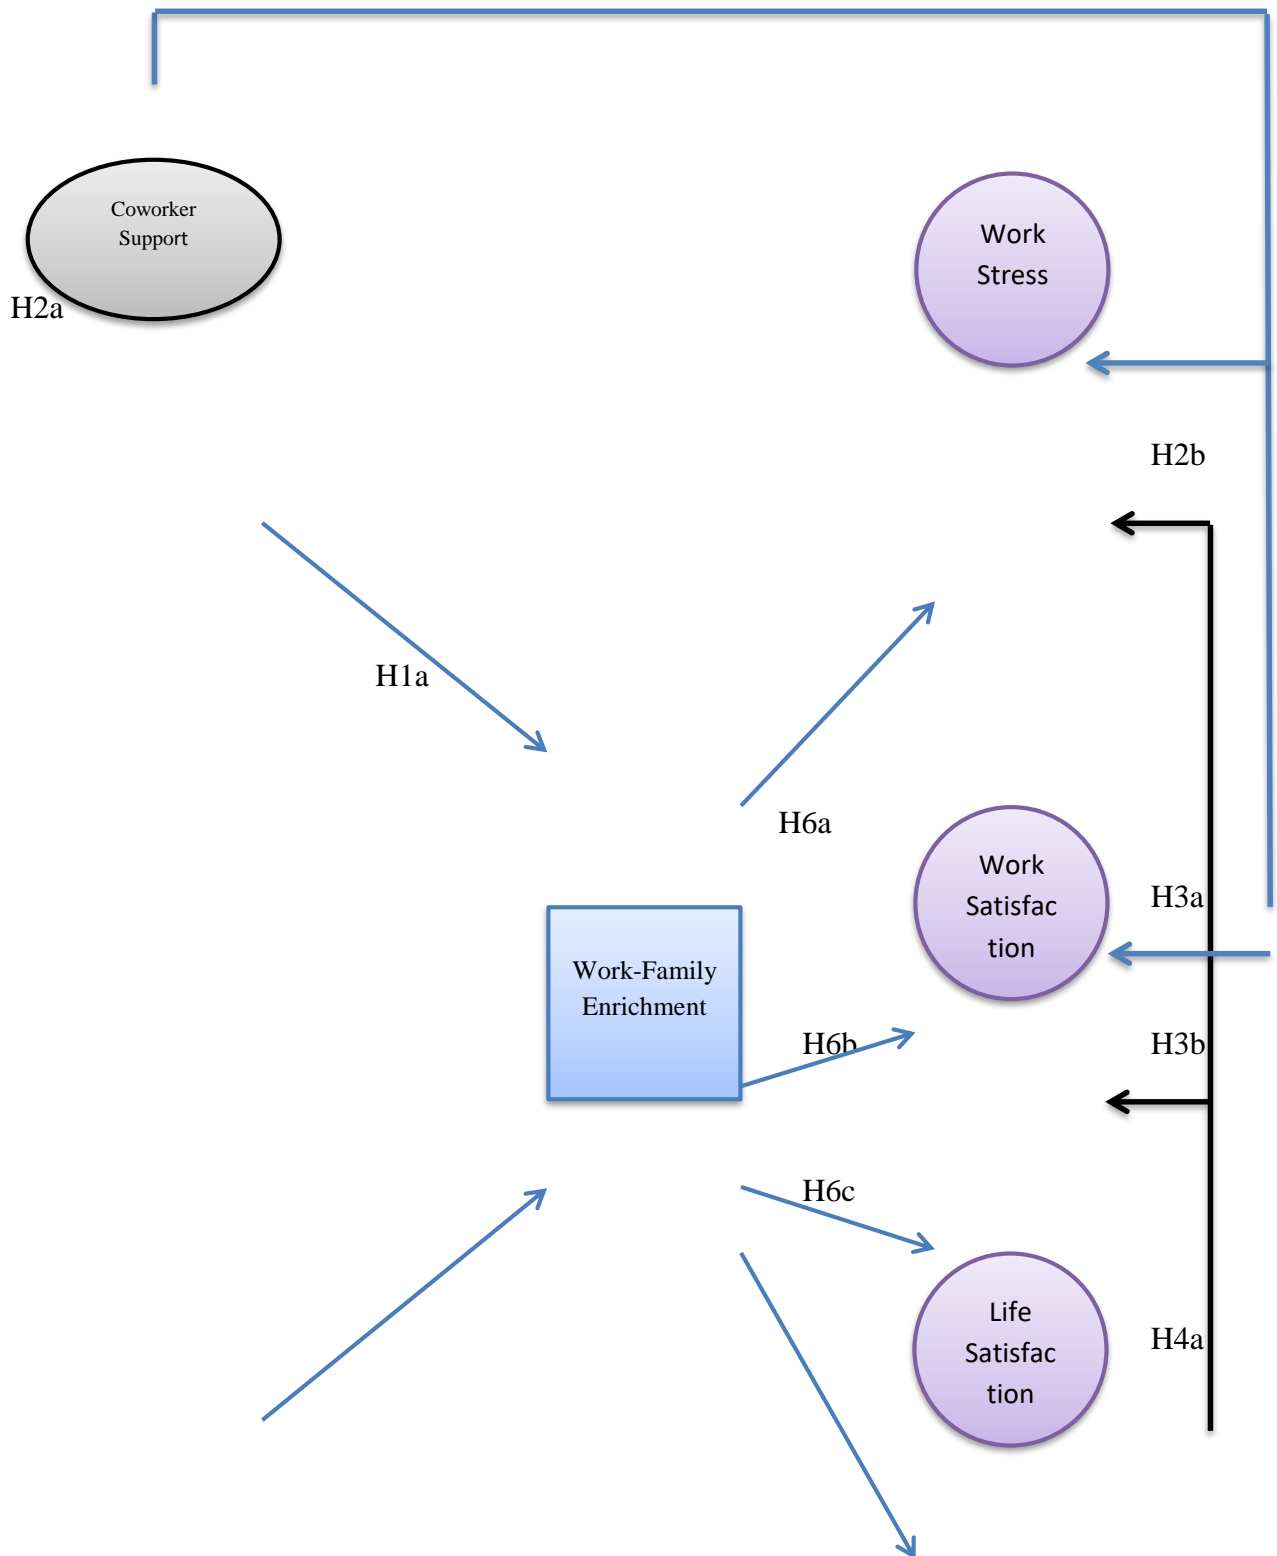 Coworker
Support
H2a
Work
Stress
H2b
H1a
H6a
Work
Satisfac
tion
H3a
Work-Family
Enrichment
H6b
H3b
H6c
Life
Satisfac
tion
H4a